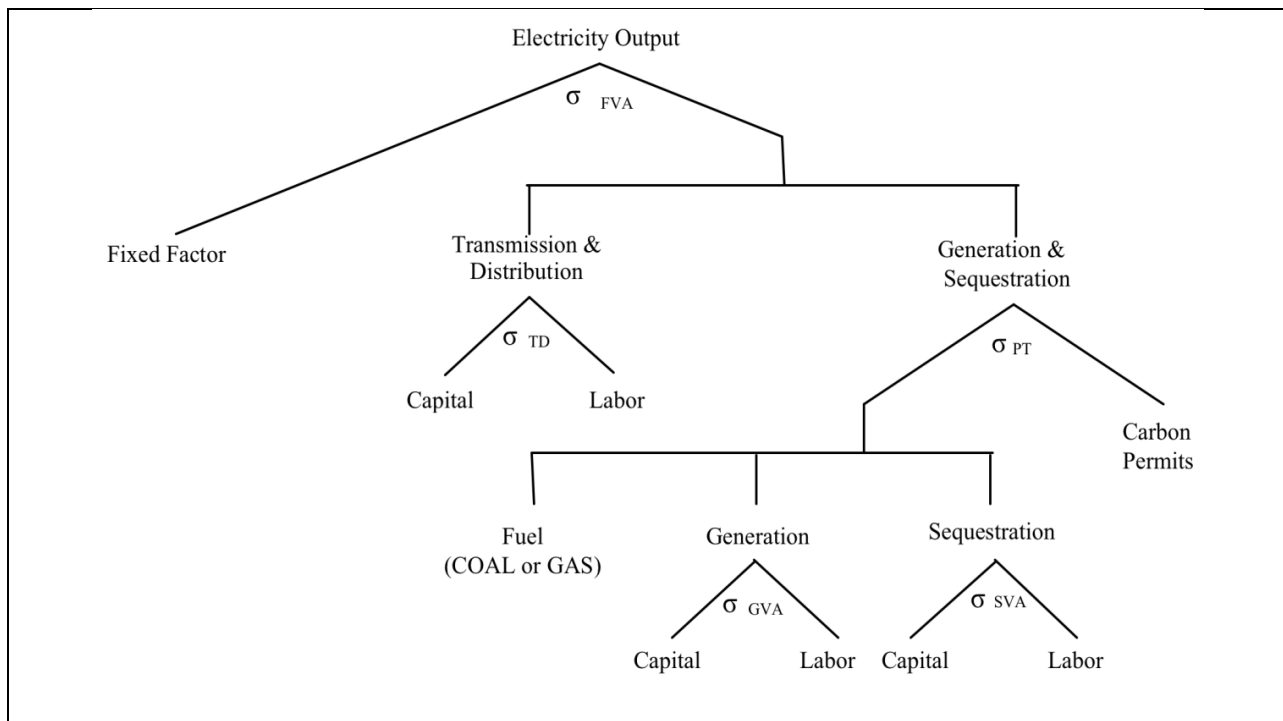 Electricity Output
σ FVA
Fixed Factor
Transmission &
Distribution
Generation &
Sequestration
σ TD
σ PT
Capital
Labor
Carbon
Permits
Fuel
(COAL or GAS)
Generation
Sequestration
σ GVA
σ SVA
Capital
Labor
Capital
Labor